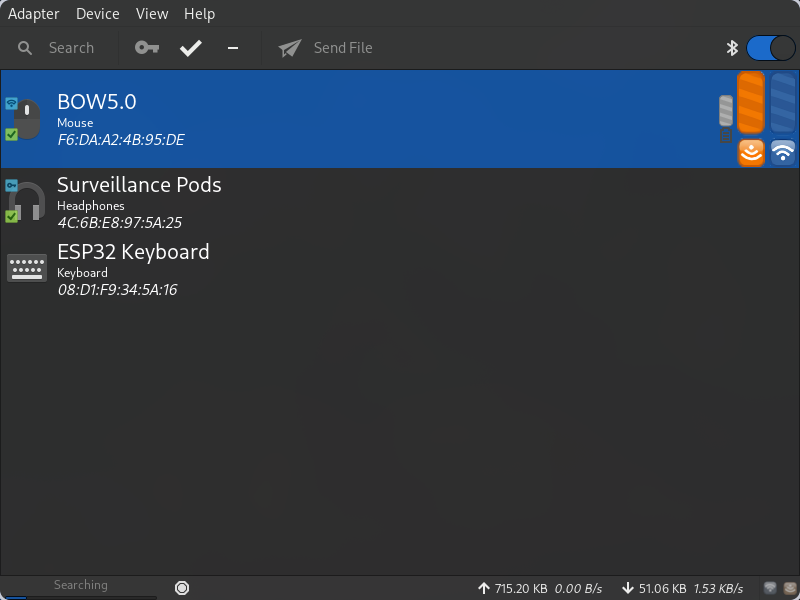 Adapter Device View Help
Search Send File
BOW5.0
Mouse
F6:DA:A2:4B:95:DE
Surveillance Pods
Headphones
4C:6B:E8:97:5A:25
ESP32 Keyboard
Keyboard
08:D1:F9:34:5A:16
Searching 715.20 KB 0.00 B/s 51.06 KB 1.53 KB/s